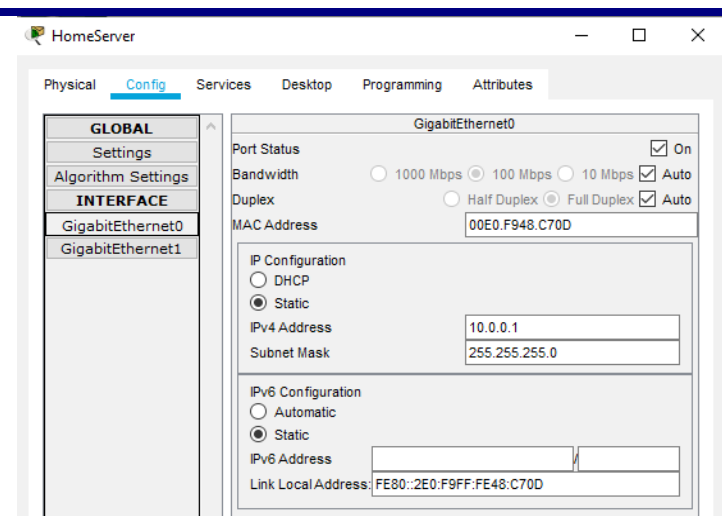 HomeServer
Physical Config Services Desktop Programming Attributes
GLOBAL
Settings
Algorithm Settings
INTERFACE
GigabitEthernet0
GigabitEthernet1
GigabitEthernet0
Port Status On
Bandwidth 1000 Mbps 100 Mbps 10 Mbps Auto
Duplex Half Duplex Full Duplex Auto
MAC Address 00E0.F948.C70D
IP Configuration
DHCP
Static
IPv4 Address 10.0.0.1
Subnet Mask 255.255.255.0
IPv6 Configuration
Automatic
Static
IPv6 Address /
Link Local Address: FE80::2E0:F9FF:FE48:C70D